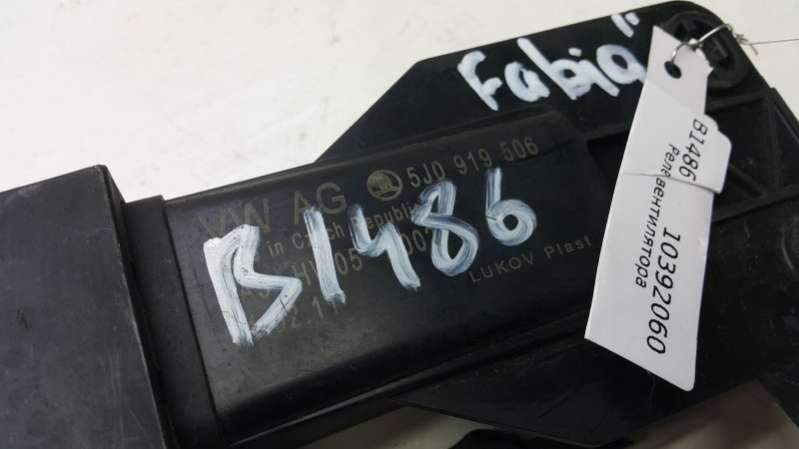 Fabia"
VW AG 5J0 919 506
in Czech Republic
B1486
LUKOV Plast
B1486 10392060
Реле вентилятора